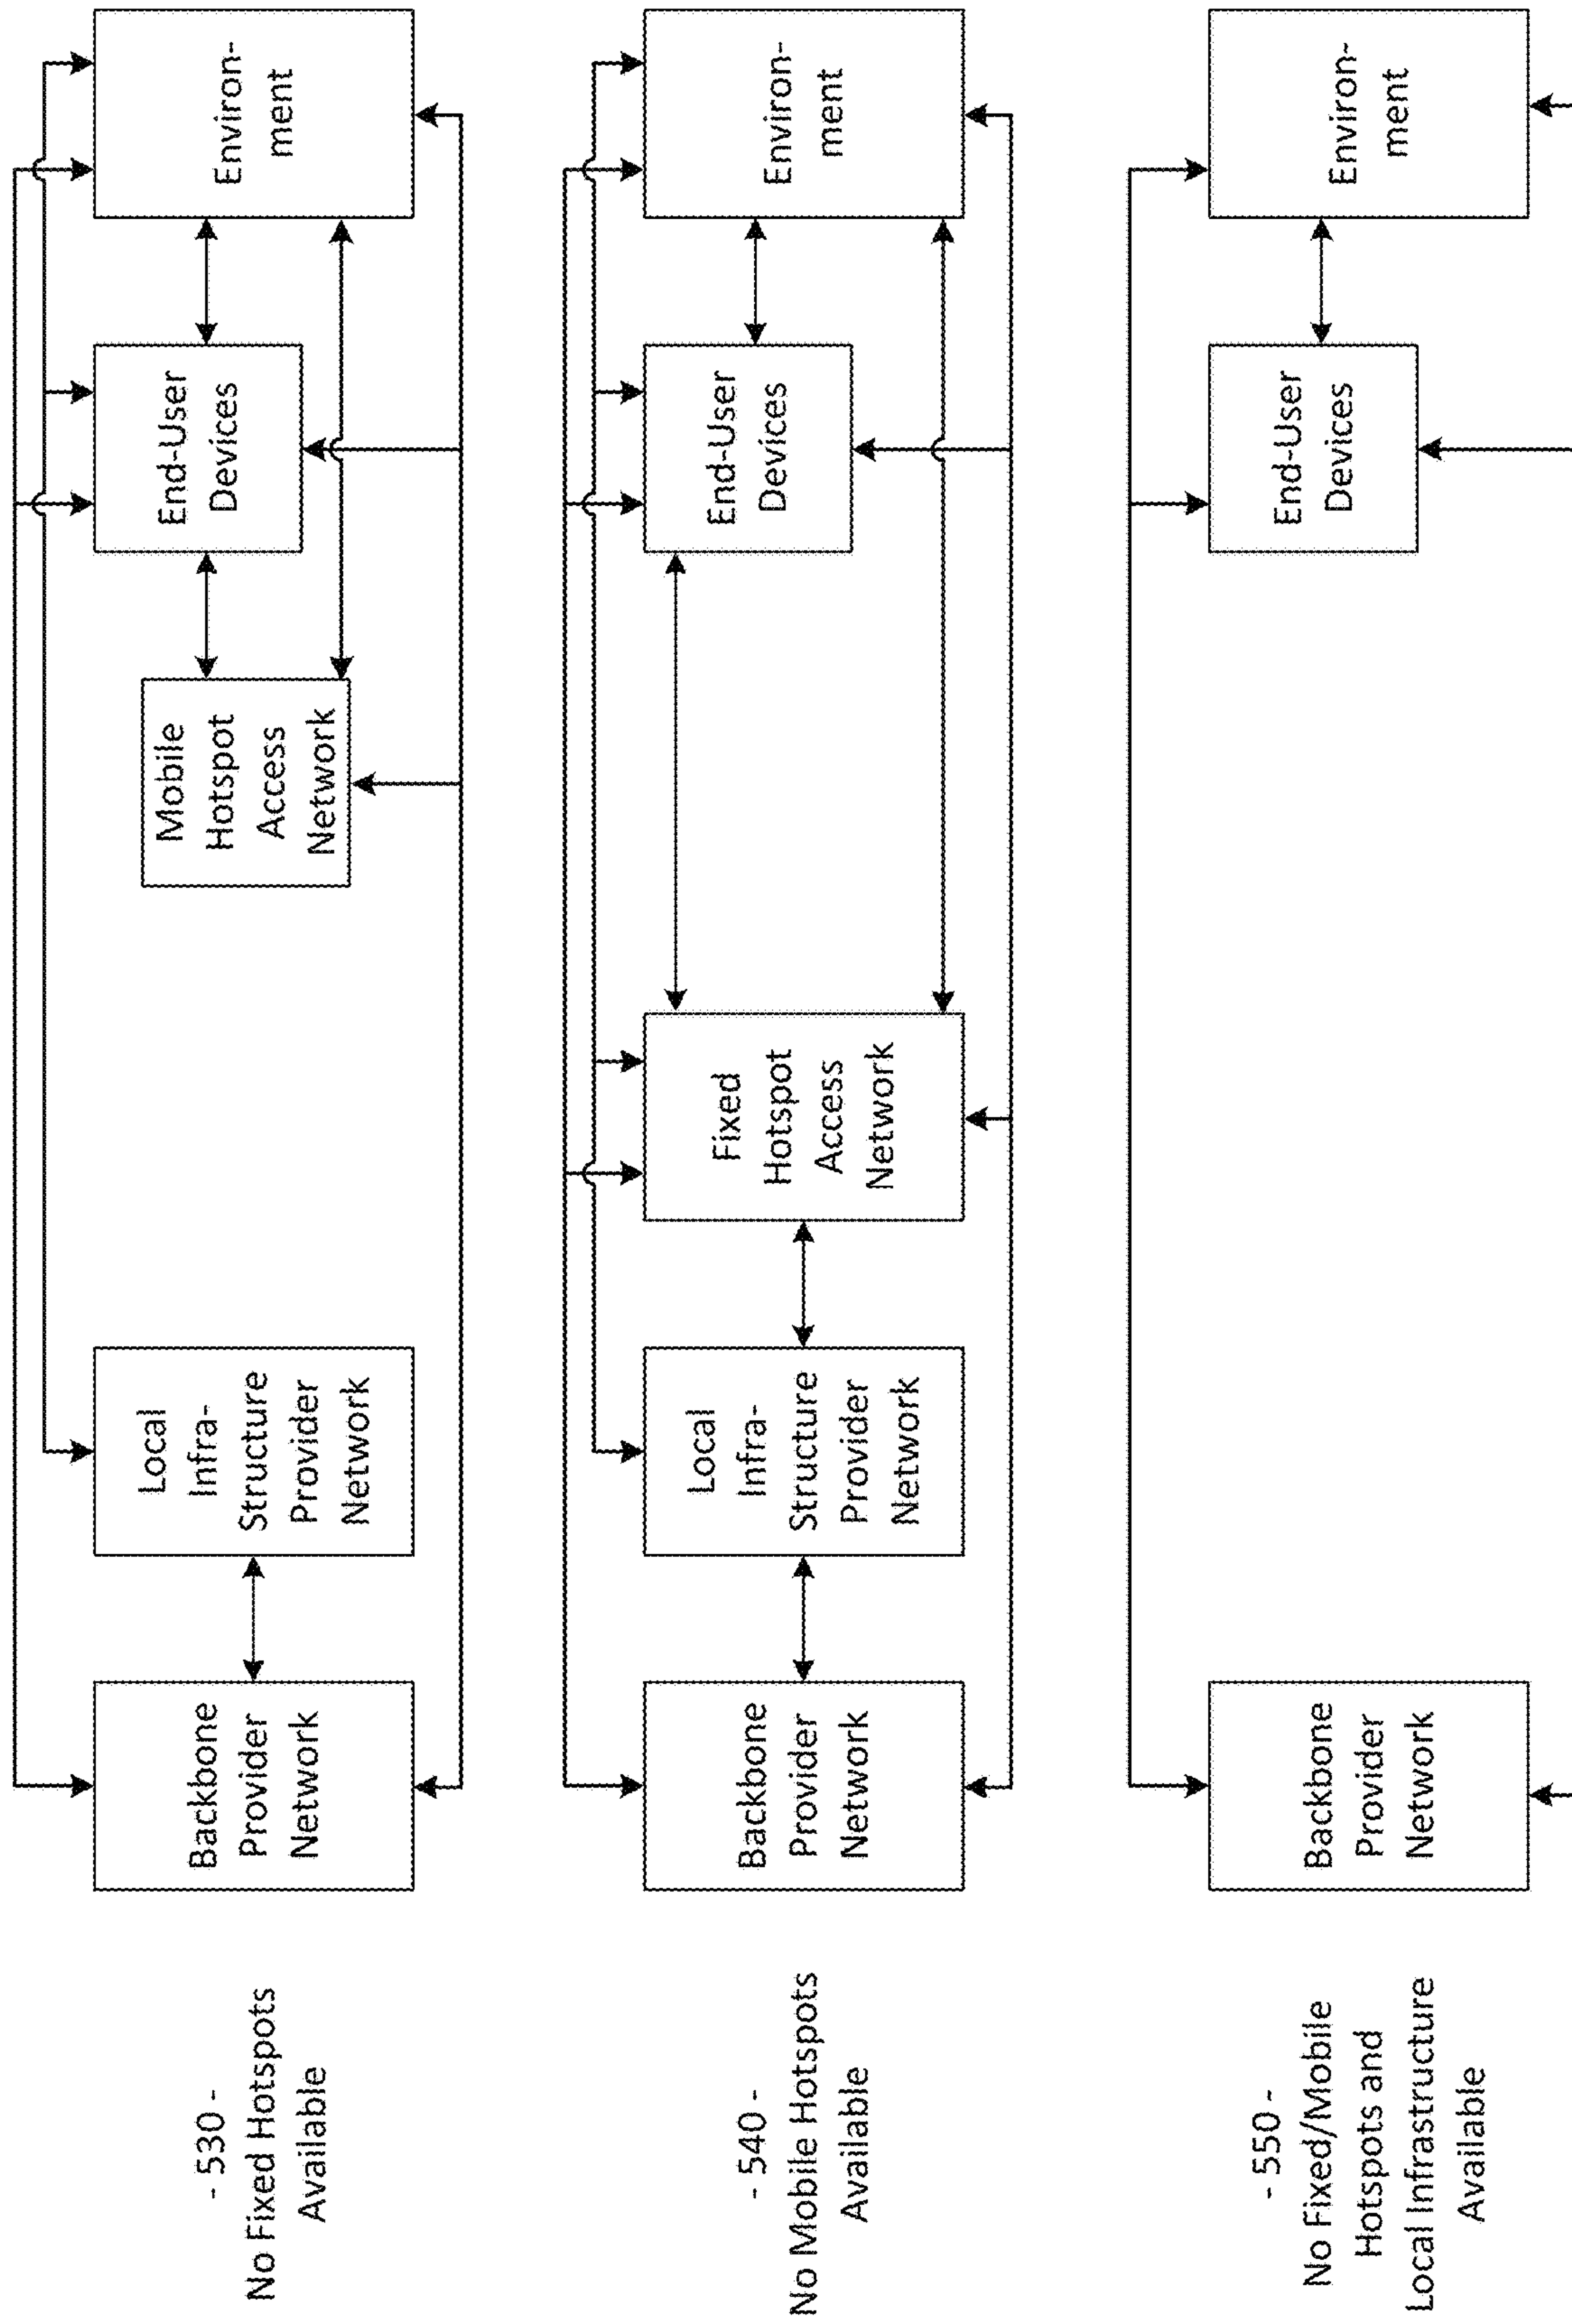 - 530 -
No Fixed Hotspots
Available
Backbone
Provider
Network
Local
Infra-
Structure
Provider
Network
Mobile
Hotspot
Access
Network
End-User
Devices
Environ-
ment
- 540 -
No Mobile Hotspots
Available
Backbone
Provider
Network
Local
Infra-
Structure
Provider
Network
Fixed
Hotspot
Access
Network
End-User
Devices
Environ-
ment
- 550 -
No Fixed/Mobile
Hotspots and
Local Infrastructure
Available
Backbone
Provider
Network
End-User
Devices
Environ-
ment